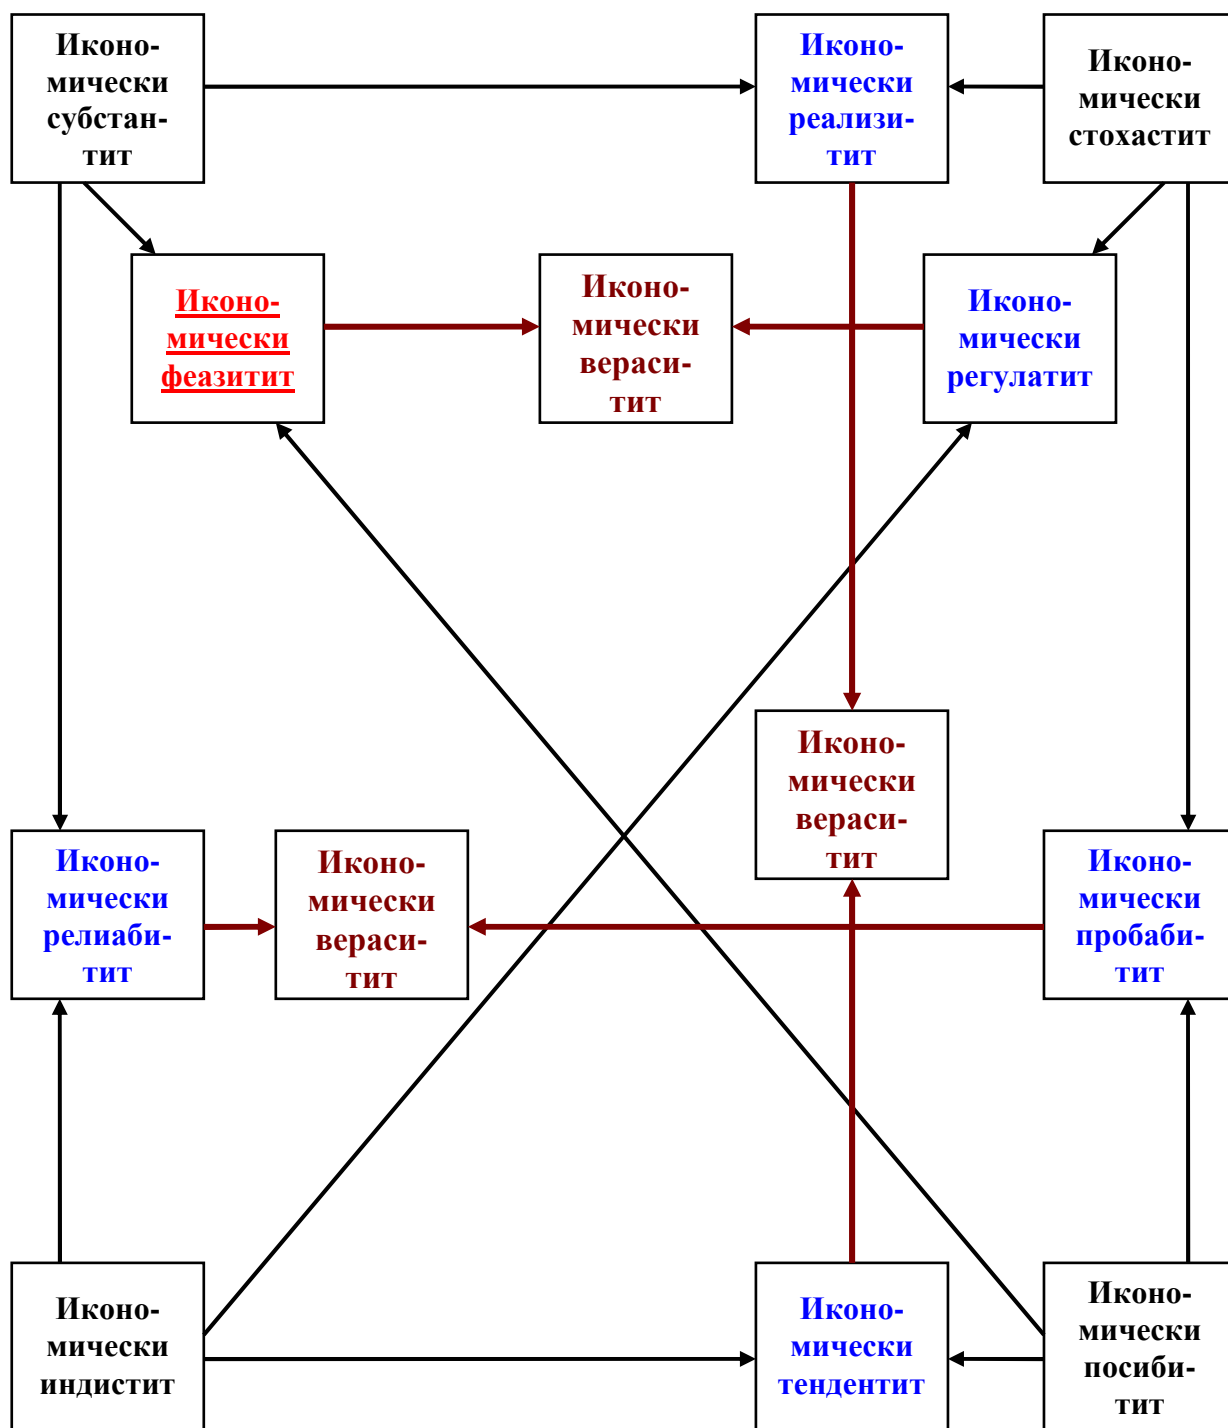 Иконо-
мически
субстан-
тит
Иконо-
мически
реализи-
тит
Иконо-
мически
стохастит
Иконо-
мически
феазитит
Иконо-
мически
вераси-
тит
Иконо-
мически
регулатит
Иконо-
мически
вераси-
тит
Иконо-
мически
релиаби-
тит
Иконо-
мически
вераси-
тит
Иконо-
мически
пробаби-
тит
Иконо-
мически
индистит
Иконо-
мически
тендентит
Иконо-
мически
посиби-
тит